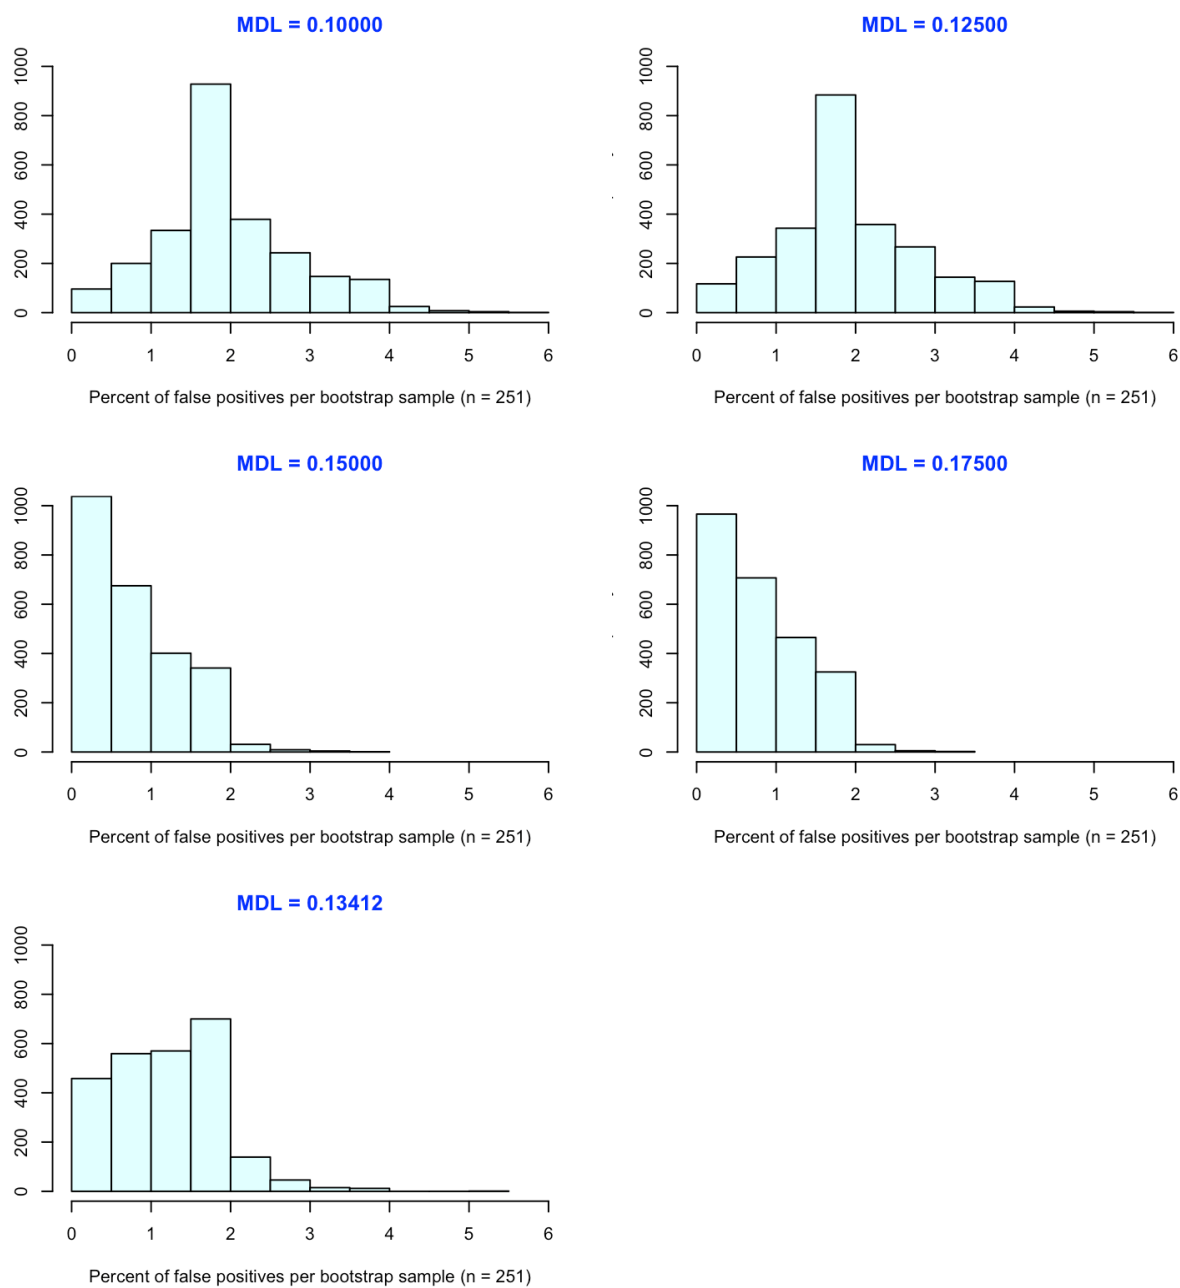 MDL = 0.10000
1000
800
600
400
200
0
0 1 2 3 4 5 6
Percent of false positives per bootstrap sample (n = 251)
MDL = 0.12500
1000
800
600
400
200
0
0 1 2 3 4 5 6
Percent of false positives per bootstrap sample (n = 251)
MDL = 0.15000
1000
800
600
400
200
0
0 1 2 3 4 5 6
Percent of false positives per bootstrap sample (n = 251)
MDL = 0.17500
1000
800
600
400
200
0
0 1 2 3 4 5 6
Percent of false positives per bootstrap sample (n = 251)
MDL = 0.13412
1000
800
600
400
200
0
0 1 2 3 4 5 6
Percent of false positives per bootstrap sample (n = 251)